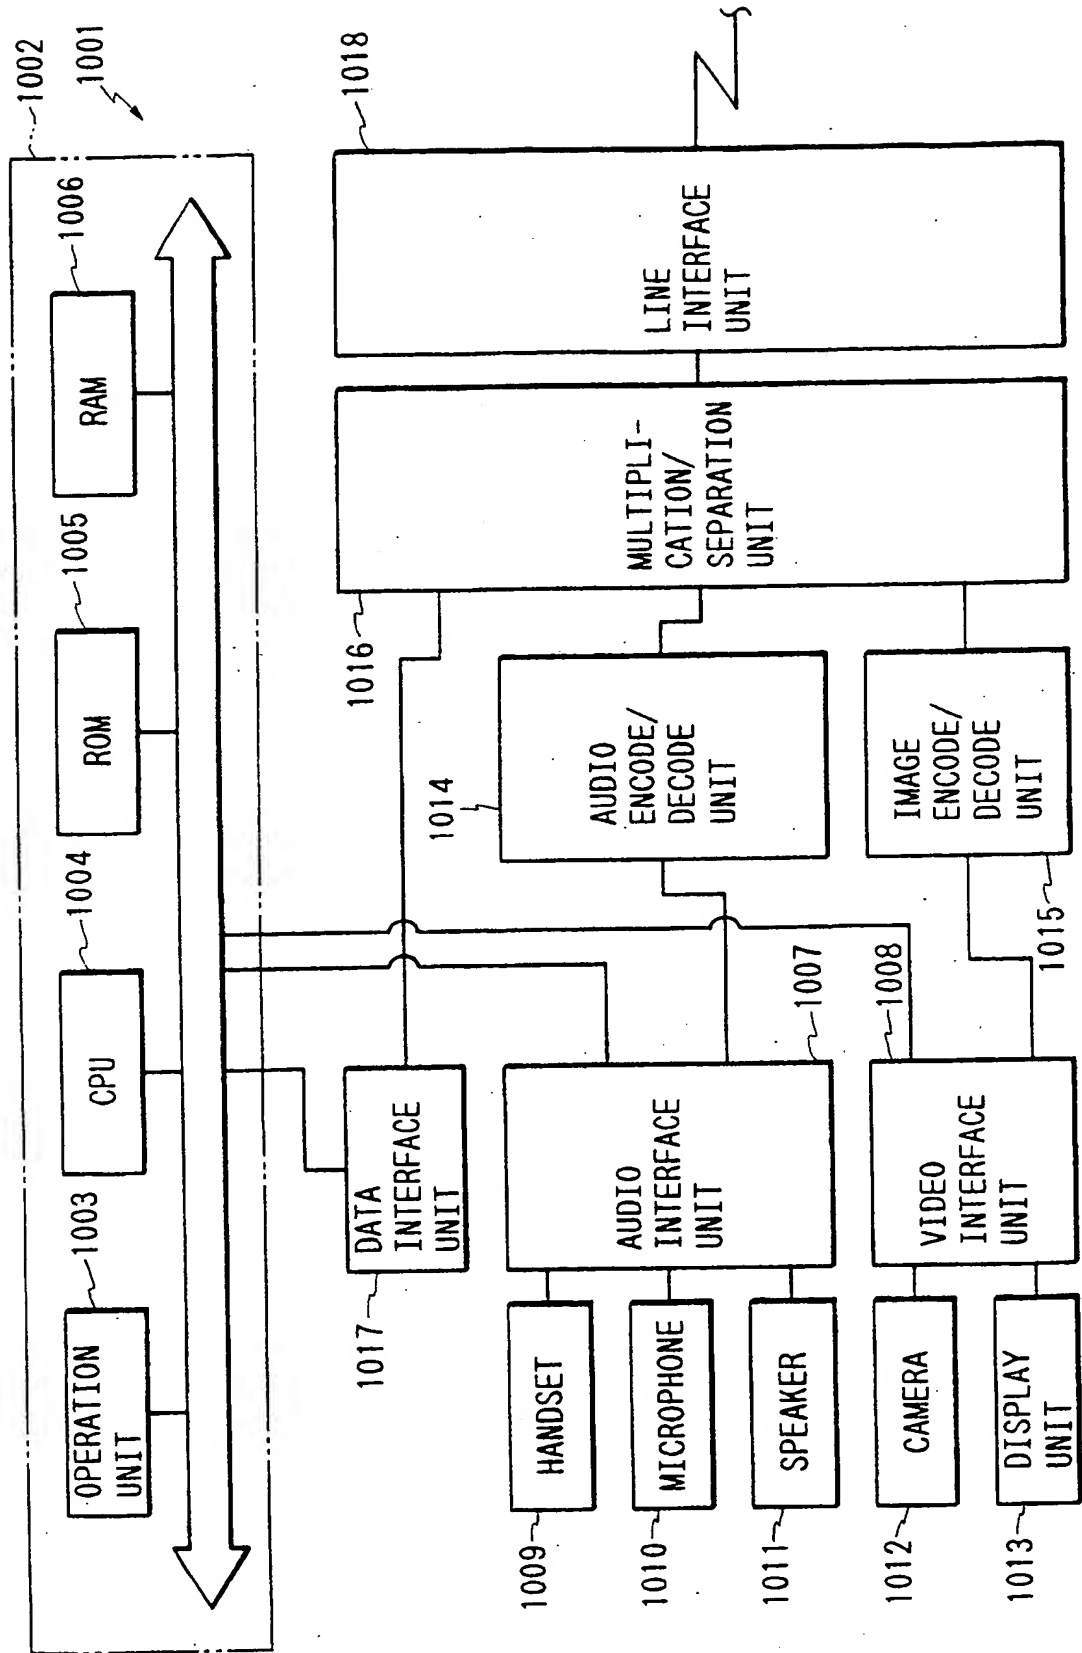 1002
1001
1003
1004
1005
1006
OPERATION
UNIT
CPU
ROM
RAM
1017
DATA
INTERFACE
UNIT
1016
1018
1009
HANDSET
1010
MICROPHONE
1011
SPEAKER
1012
CAMERA
1013
DISPLAY
UNIT
AUDIO
INTERFACE
UNIT
1007
VIDEO
INTERFACE
UNIT
1008
1014
AUDIO
ENCODE/
DECODE
UNIT
IMAGE
ENCODE/
DECODE
UNIT
1015
MULTIPLI-
CATION/
SEPARATION
UNIT
LINE
INTERFACE
UNIT